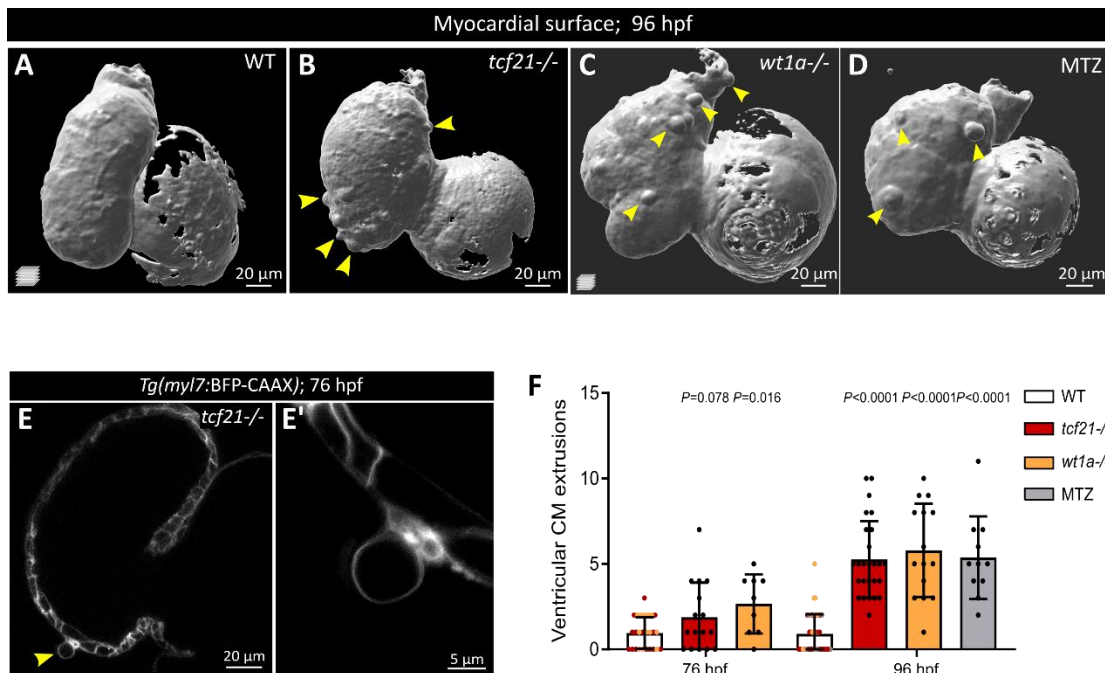 Myocardial surface; 96 hpf
A WT
B tcf21-/-
C wt1a-/-
D MTZ
20 µm
20 µm
20 µm
20 µm
Tg(myl7:BFP-CAAX); 76 hpf
E tcf21-/-
E'
20 µm
5 µm
F
Ventricular CM extrusions
15
10
5
0
P=0.078 P=0.016
P<0.0001 P<0.0001 P<0.0001
76 hpf
96 hpf
WT
tcf21-/
wt1a-/
MTZ